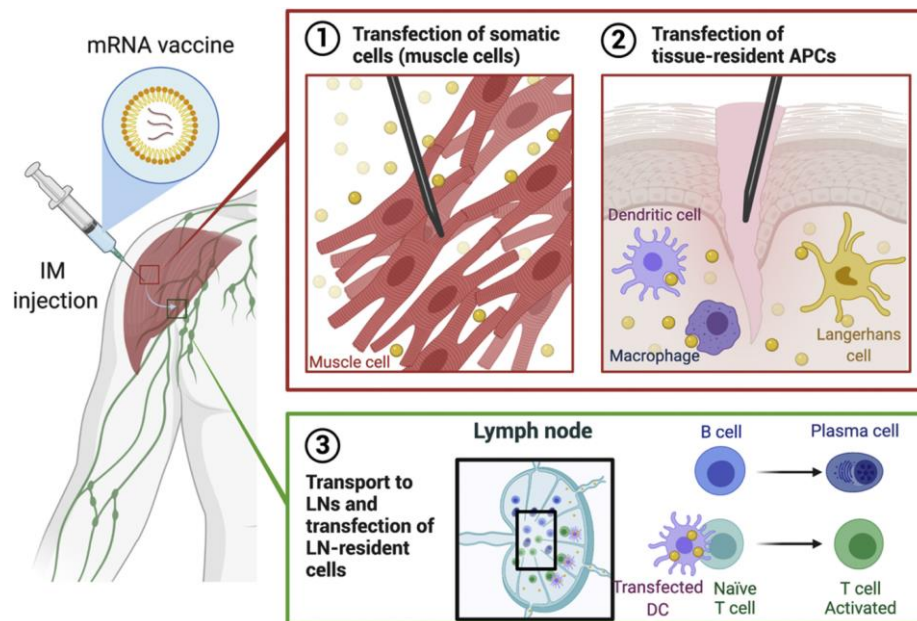 mRNA vaccine
IM
injection
1
Transfection of somatic
cells (muscle cells)
Muscle cell
2
Transfection of
tissue-resident APCs
Dendritic cell
Macrophage
Langerhans
cell
3
Transport to
LNs and
transfection of
LN-resident
cells
Lymph node
B cell
Plasma cell
Transfected
DC
Naïve
T cell
T cell
Activated